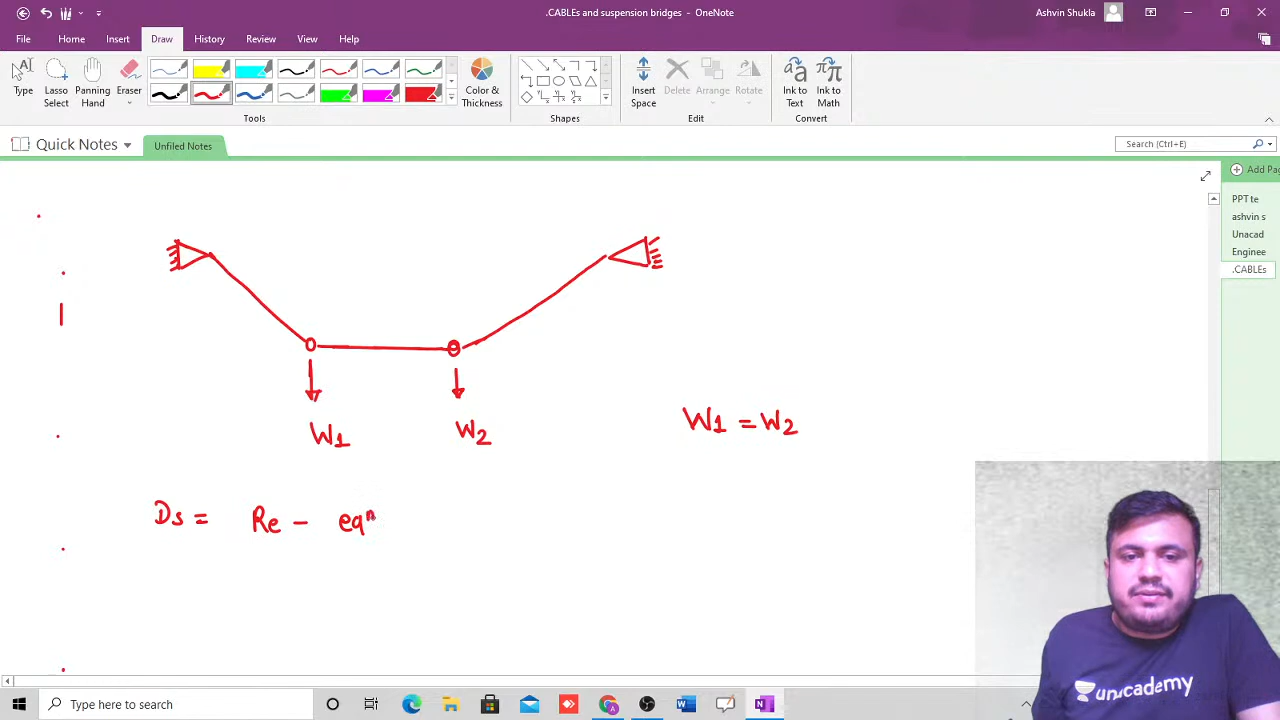 .CABLEs and suspension bridges - OneNote
Ashvin Shukla
File Home Insert Draw View History Review View Help
Type
Lasso Select
Panning Hand
Eraser
Color & Thickness
Insert Space
Delete
Arrange
Rotate
Ink to Text
Ink to Math
Tools
Shapes
Edit
Convert
Quick Notes
Unfiled Notes
Search (Ctrl+E)
Add Pag
PPT te
ashvin s
Unacad
Enginee
.CABLEs
W1
W2
W1 = W2
Ds = Re - eqn
unacademy
Type here to search